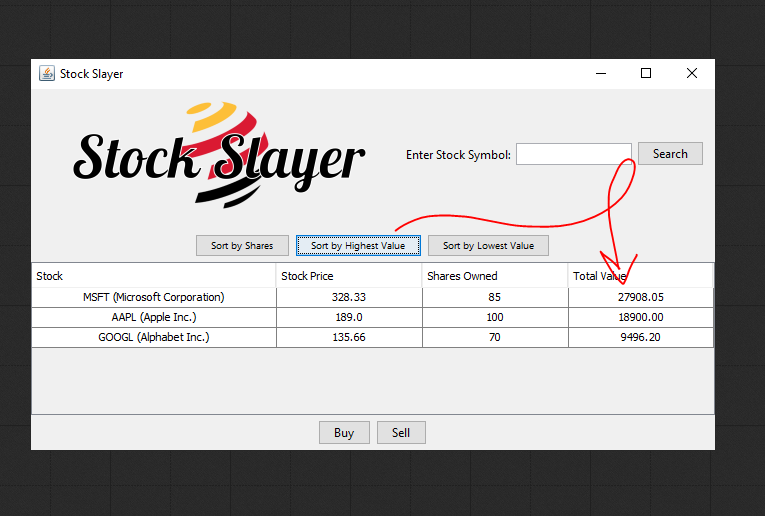 Stock Slayer
Stock Slayer
Enter Stock Symbol: Search
Sort by Shares Sort by Highest Value Sort by Lowest Value
Stock Stock Price Shares Owned Total Value
MSFT (Microsoft Corporation) 328.33 85 27908.05
AAPL (Apple Inc.) 189.0 100 18900.00
GOOGL (Alphabet Inc.) 135.66 70 9496.20
Buy Sell